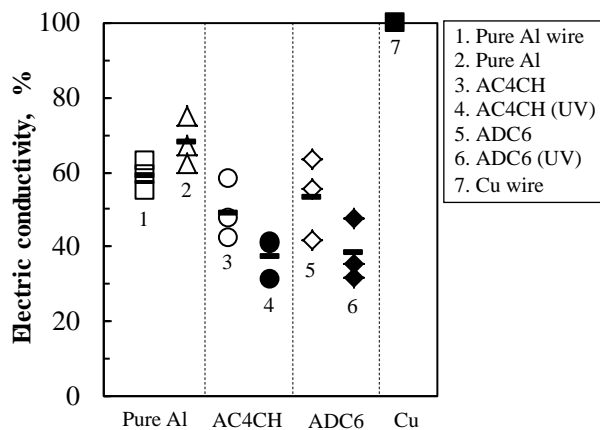 100
80
60
40
20
0
Electric conductivity, %
1
2
3
4
5
6
7
Pure Al
AC4CH
ADC6
Cu
1. Pure Al wire
2. Pure Al
3. AC4CH
4. AC4CH (UV)
5. ADC6
6. ADC6 (UV)
7. Cu wire